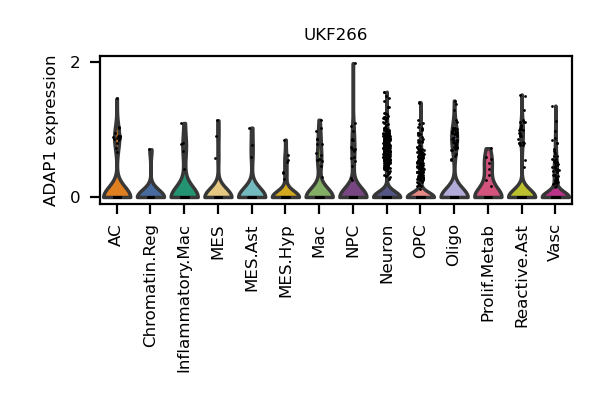 UKF266
ADAP1 expression
2
0
AC
Chromatin.Reg
Inflammatory.Mac
MES
MES.Ast
MES.Hyp
Mac
NPC
Neuron
OPC
Oligo
Prolif.Metab
Reactive.Ast
Vasc